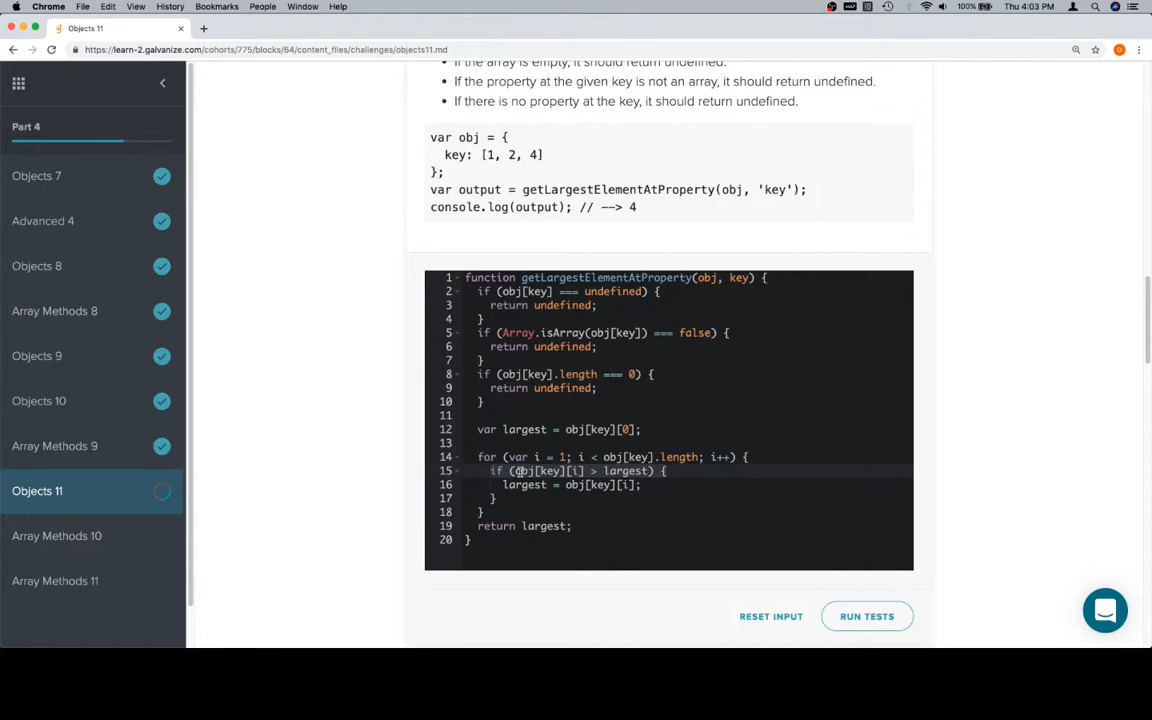 Chrome File Edit View History Bookmarks People Window Help 100% Thu 4:03 PM
Objects 11
https://learn-2.galvanize.com/cohorts/775/blocks/64/content_files/challenges/objects11.md
Part 4
Objects 7
Advanced 4
Objects 8
Array Methods 8
Objects 9
Objects 10
Array Methods 9
Objects 11
Array Methods 10
Array Methods 11
If the array is empty, it should return undefined.
If the property at the given key is not an array, it should return undefined.
If there is no property at the key, it should return undefined.
var obj = {
key: [1, 2, 4]
};
var output = getLargestElementAtProperty(obj, 'key');
console.log(output); // --> 4
1 function getLargestElementAtProperty(obj, key) {
2 if (obj[key] === undefined) {
3 return undefined;
4 }
5 if (Array.isArray(obj[key]) === false) {
6 return undefined;
7 }
8 if (obj[key].length === 0) {
9 return undefined;
10 }
11
12 var largest = obj[key][0];
13
14 for (var i = 1; i < obj[key].length; i++) {
15 if (obj[key][i] > largest) {
16 largest = obj[key][i];
17 }
18 }
19 return largest;
20 }
RESET INPUT RUN TESTS